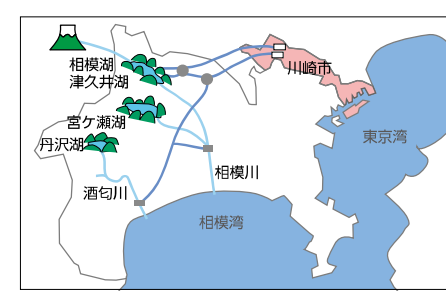 相模湖
津久井湖
川崎市
宮ケ瀬湖
東京湾
丹沢湖
相模川
酒匂川
相模湾